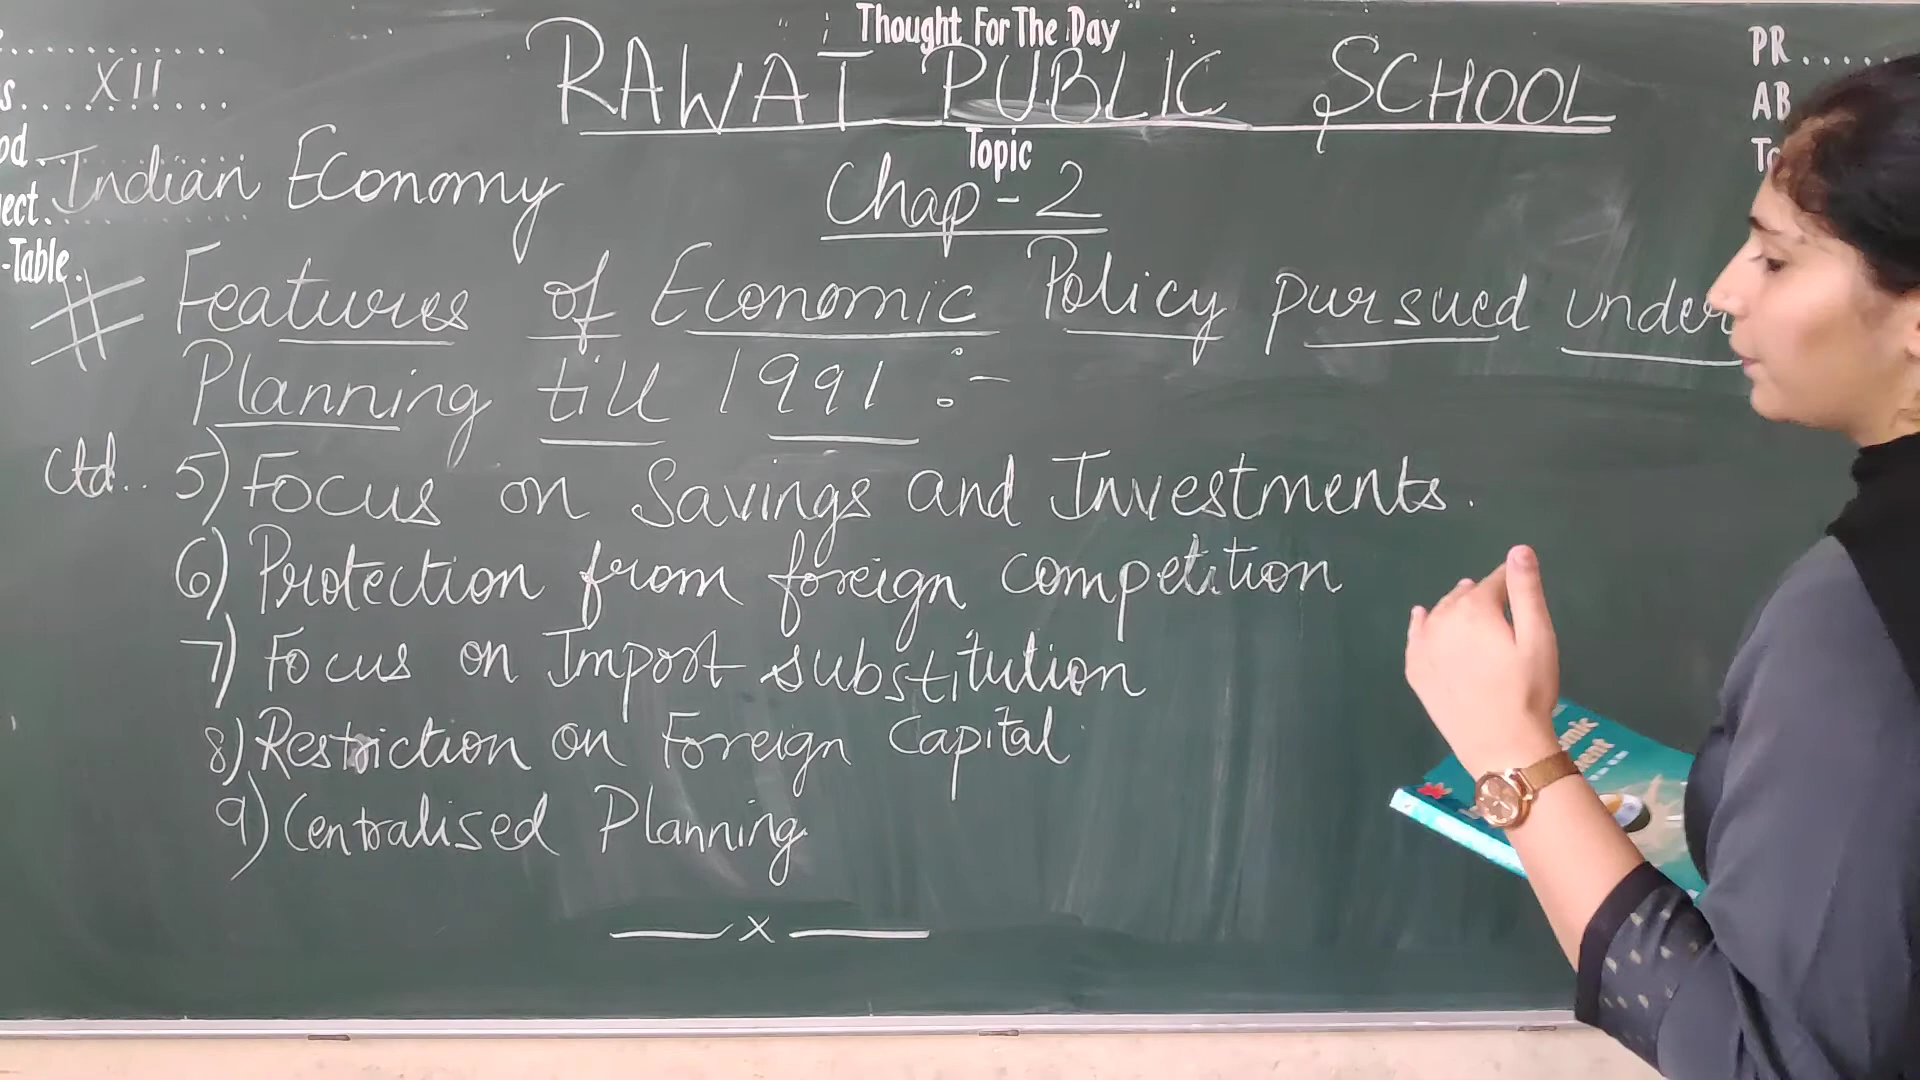 Thought For The Day
RAWAT PUBLIC SCHOOL
PR.....
XII
AB
Topic
Indian Economy
Chap-2
-Table.
# Features of Economic Policy pursued under
Planning till 1991 :-
Ctd.. 5) Focus on Savings and Investments.
6) Protection from foreign competition
7) Focus on Import substitution
8) Restriction on Foreign Capital
9) Centralised Planning
— x —